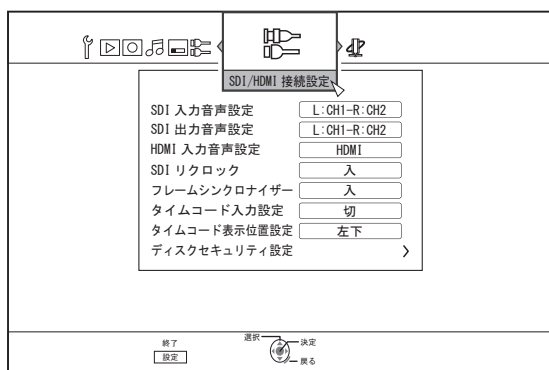 SDI/HDMI 接続設定
SDI 入力音声設定 L:CH1-R:CH2
SDI 出力音声設定 L:CH1-R:CH2
HDMI 入力音声設定 HDMI
SDI リクロック 入
フレームシンクロナイザー 入
タイムコード入力設定 切
タイムコード表示位置設定 左下
ディスクセキュリティ設定
終了
設定
選択
決定
戻る